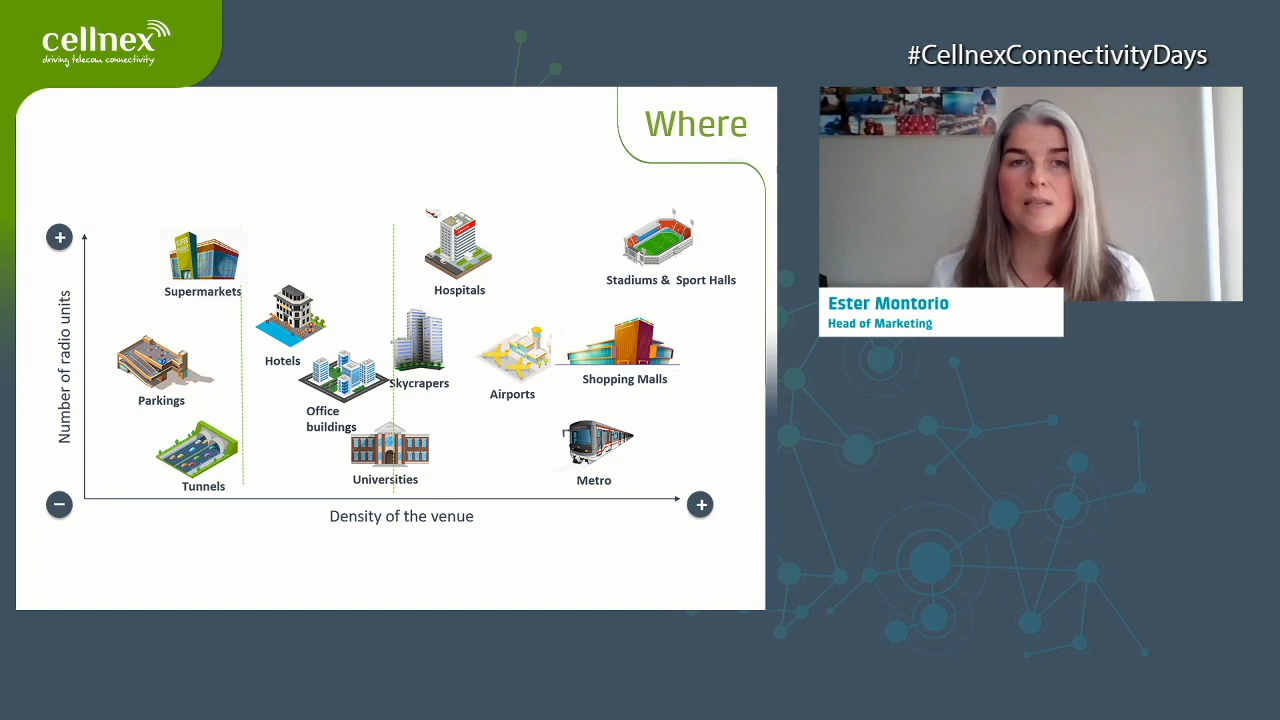 cellnex
driving telecom connectivity
#CellnexConnectivityDays
Where
Ester Montorio
Head of Marketing
+
Number of radio units
−
Supermarkets
Hospitals
Stadiums & Sport Halls
Hotels
Parkings
Skycrapers
Airports
Shopping Malls
Office
buildings
Tunnels
Universities
Metro
+
Density of the venue